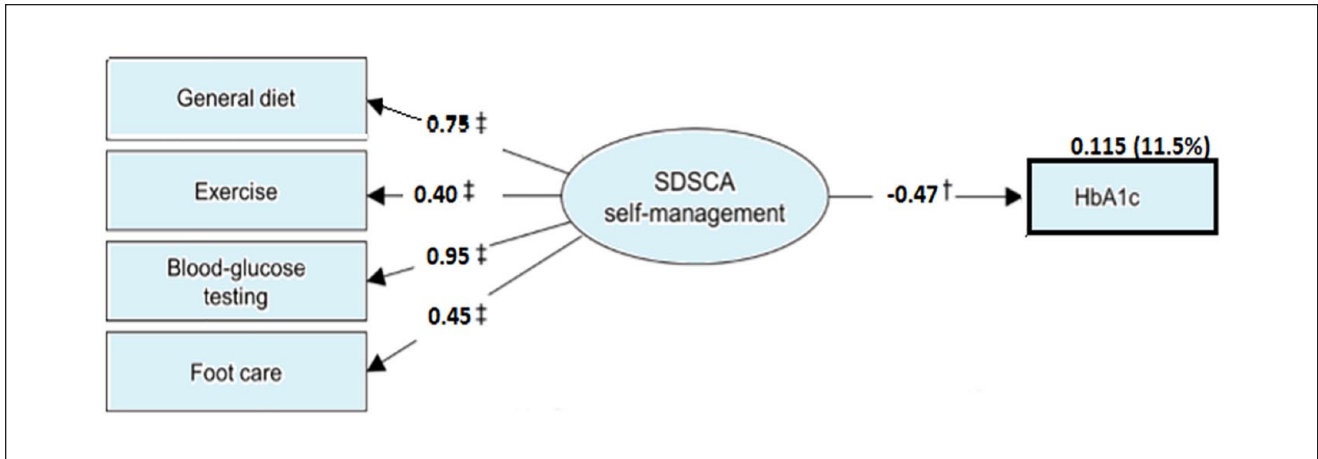 General diet
0.75 ‡
Exercise
0.40 ‡
Blood-glucose
testing
0.95 ‡
Foot care
0.45 ‡
SDSCA
self-management
-0.47 †
0.115 (11.5%)
HbA1c